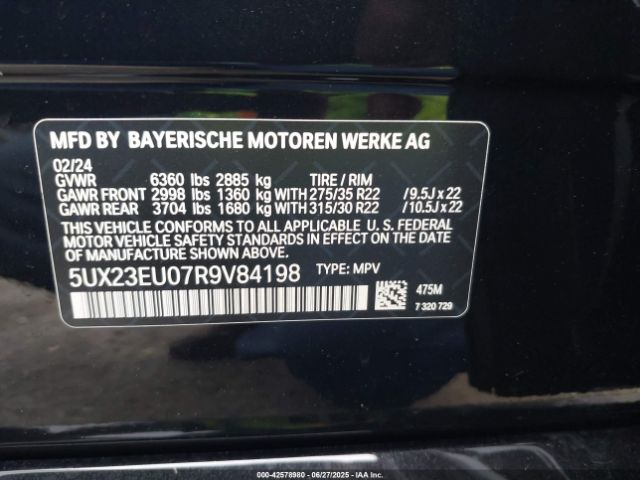 MFD BY BAYERISCHE MOTOREN WERKE AG
02/24
GVWR 6360 lbs 2885 kg TIRE / RIM
GAWR FRONT 2998 lbs 1360 kg WITH 275/35 R22 /9.5J x 22
GAWR REAR 3704 lbs 1680 kg WITH 315/30 R22 /10.5J x 22
THIS VEHICLE CONFORMS TO ALL APPLICABLE U. S. FEDERAL
MOTOR VEHICLE SAFETY STANDARDS IN EFFECT ON THE DATE
OF MANUFACTURE SHOWN ABOVE.
5UX23EU07R9V84198 TYPE: MPV
475M
7 320 729
000-42578980 - 06/27/2025 - IAA Inc.